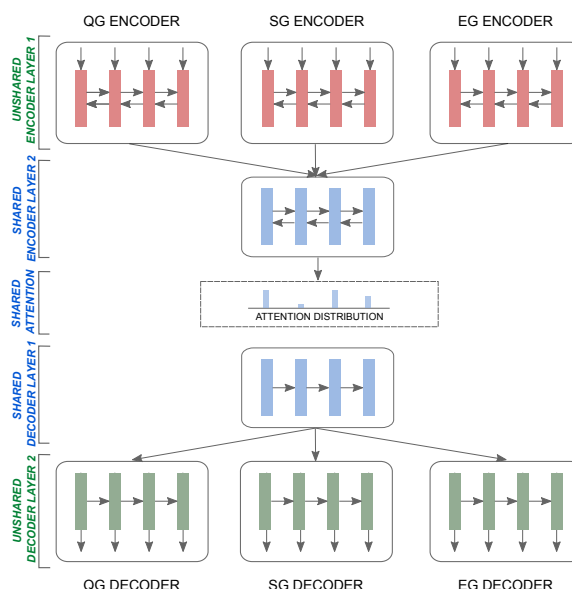 QG ENCODER
SG ENCODER
EG ENCODER
UNSHARED
ENCODER LAYER 1
SHARED
ENCODER LAYER 2
SHARED
ATTENTION
ATTENTION DISTRIBUTION
SHARED
DECODER LAYER 1
UNSHARED
DECODER LAYER 2
QG DECODER
SG DECODER
EG DECODER